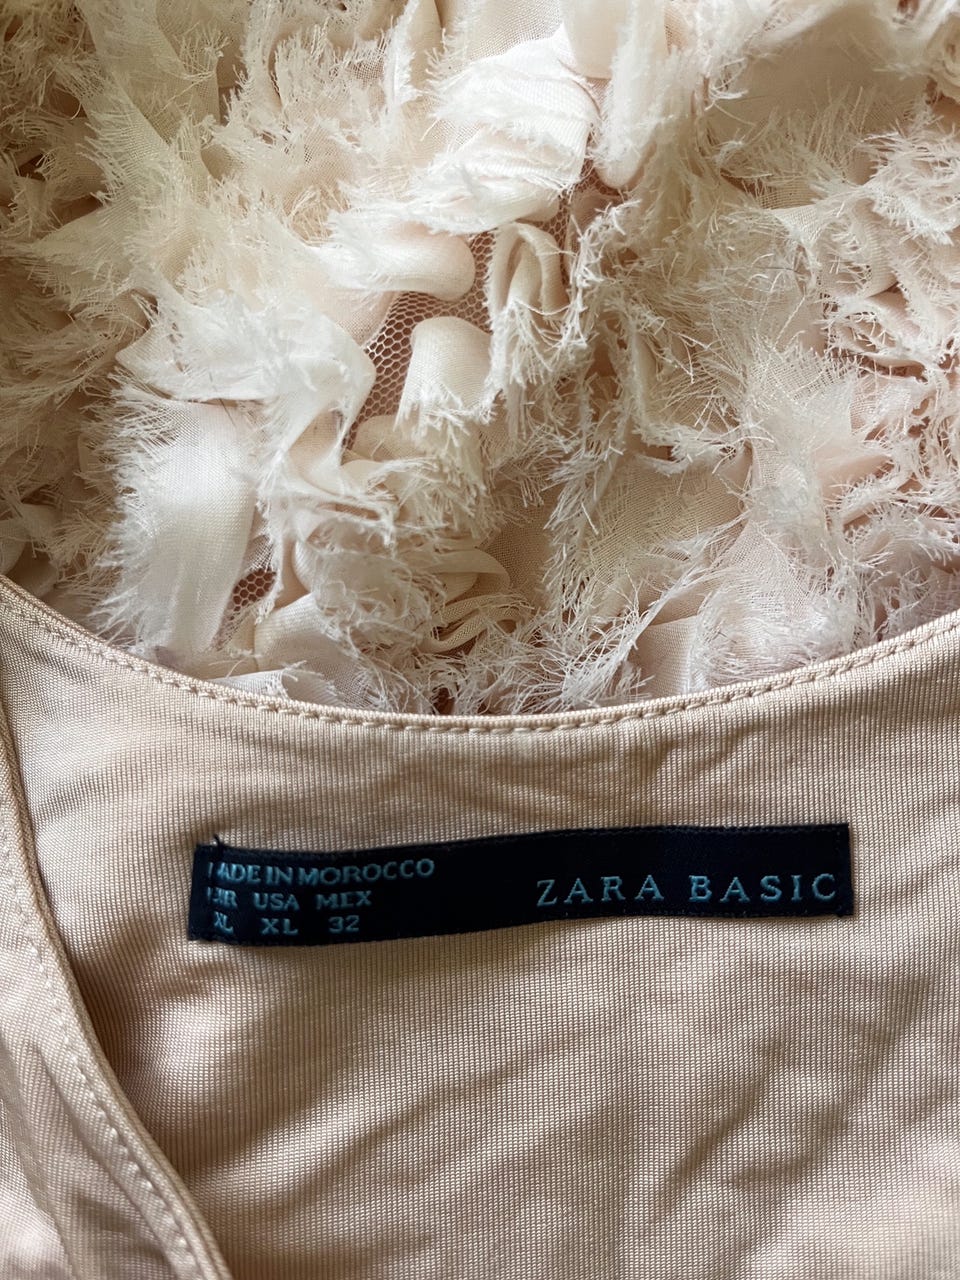 MADE IN MOROCCO
EUR USA MEX
XL XL 32
ZARA BASIC